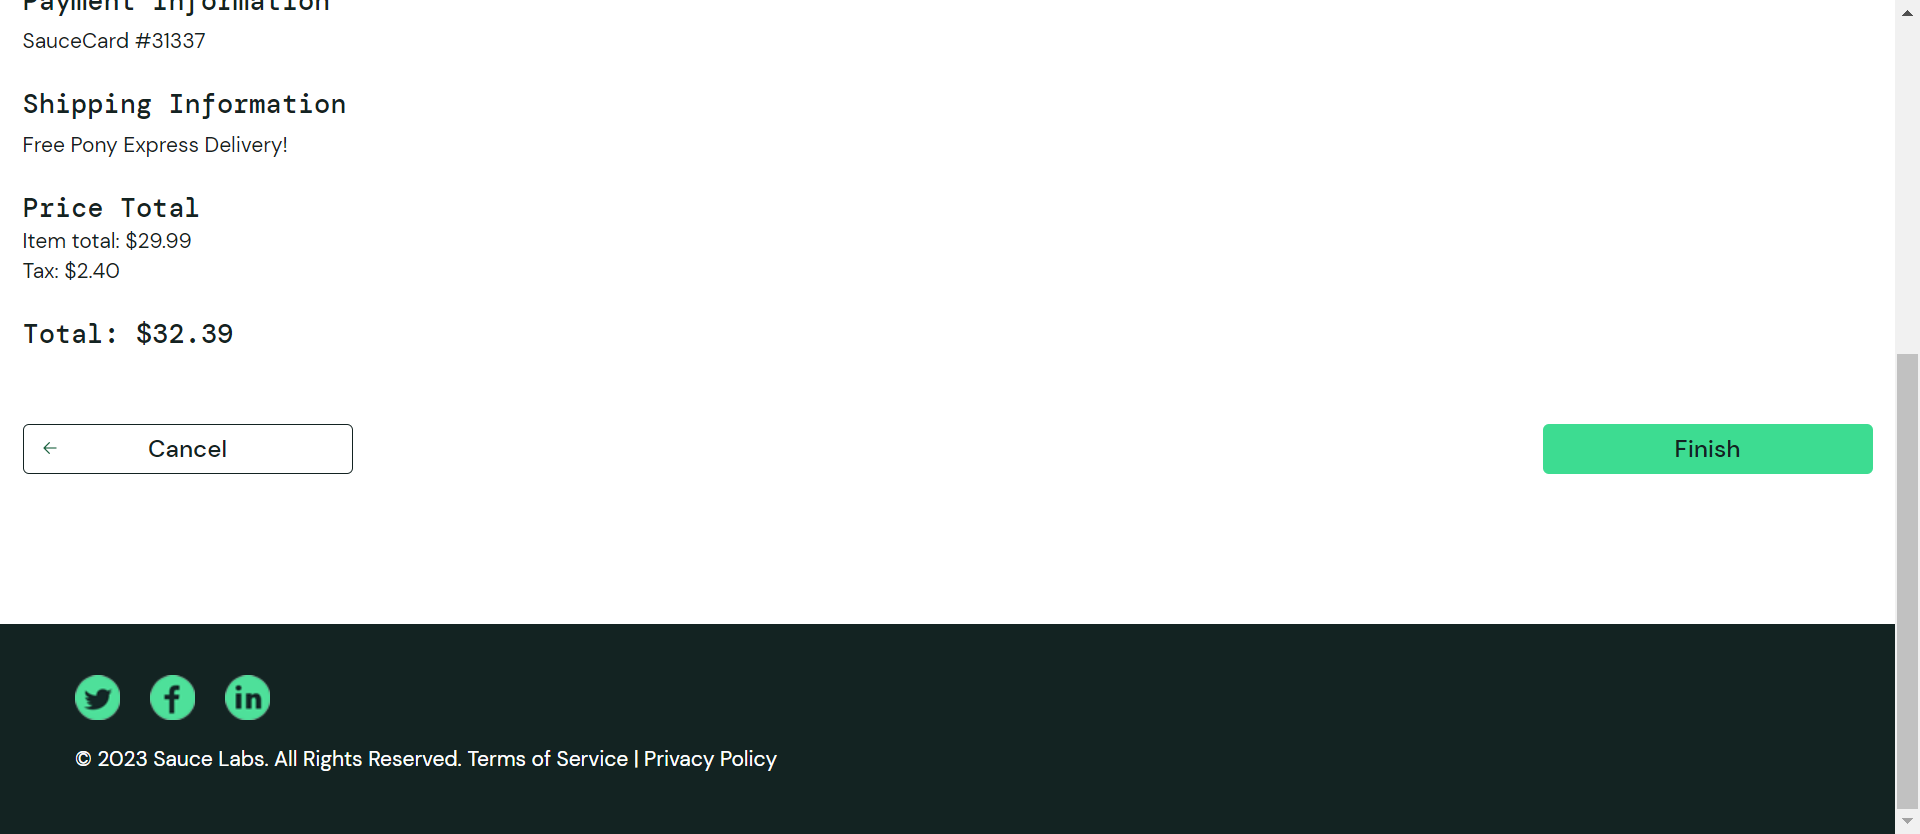 Payment Information
SauceCard #31337
Shipping Information
Free Pony Express Delivery!
Price Total
Item total: $29.99
Tax: $2.40
Total: $32.39
Cancel
Finish
© 2023 Sauce Labs. All Rights Reserved. Terms of Service | Privacy Policy